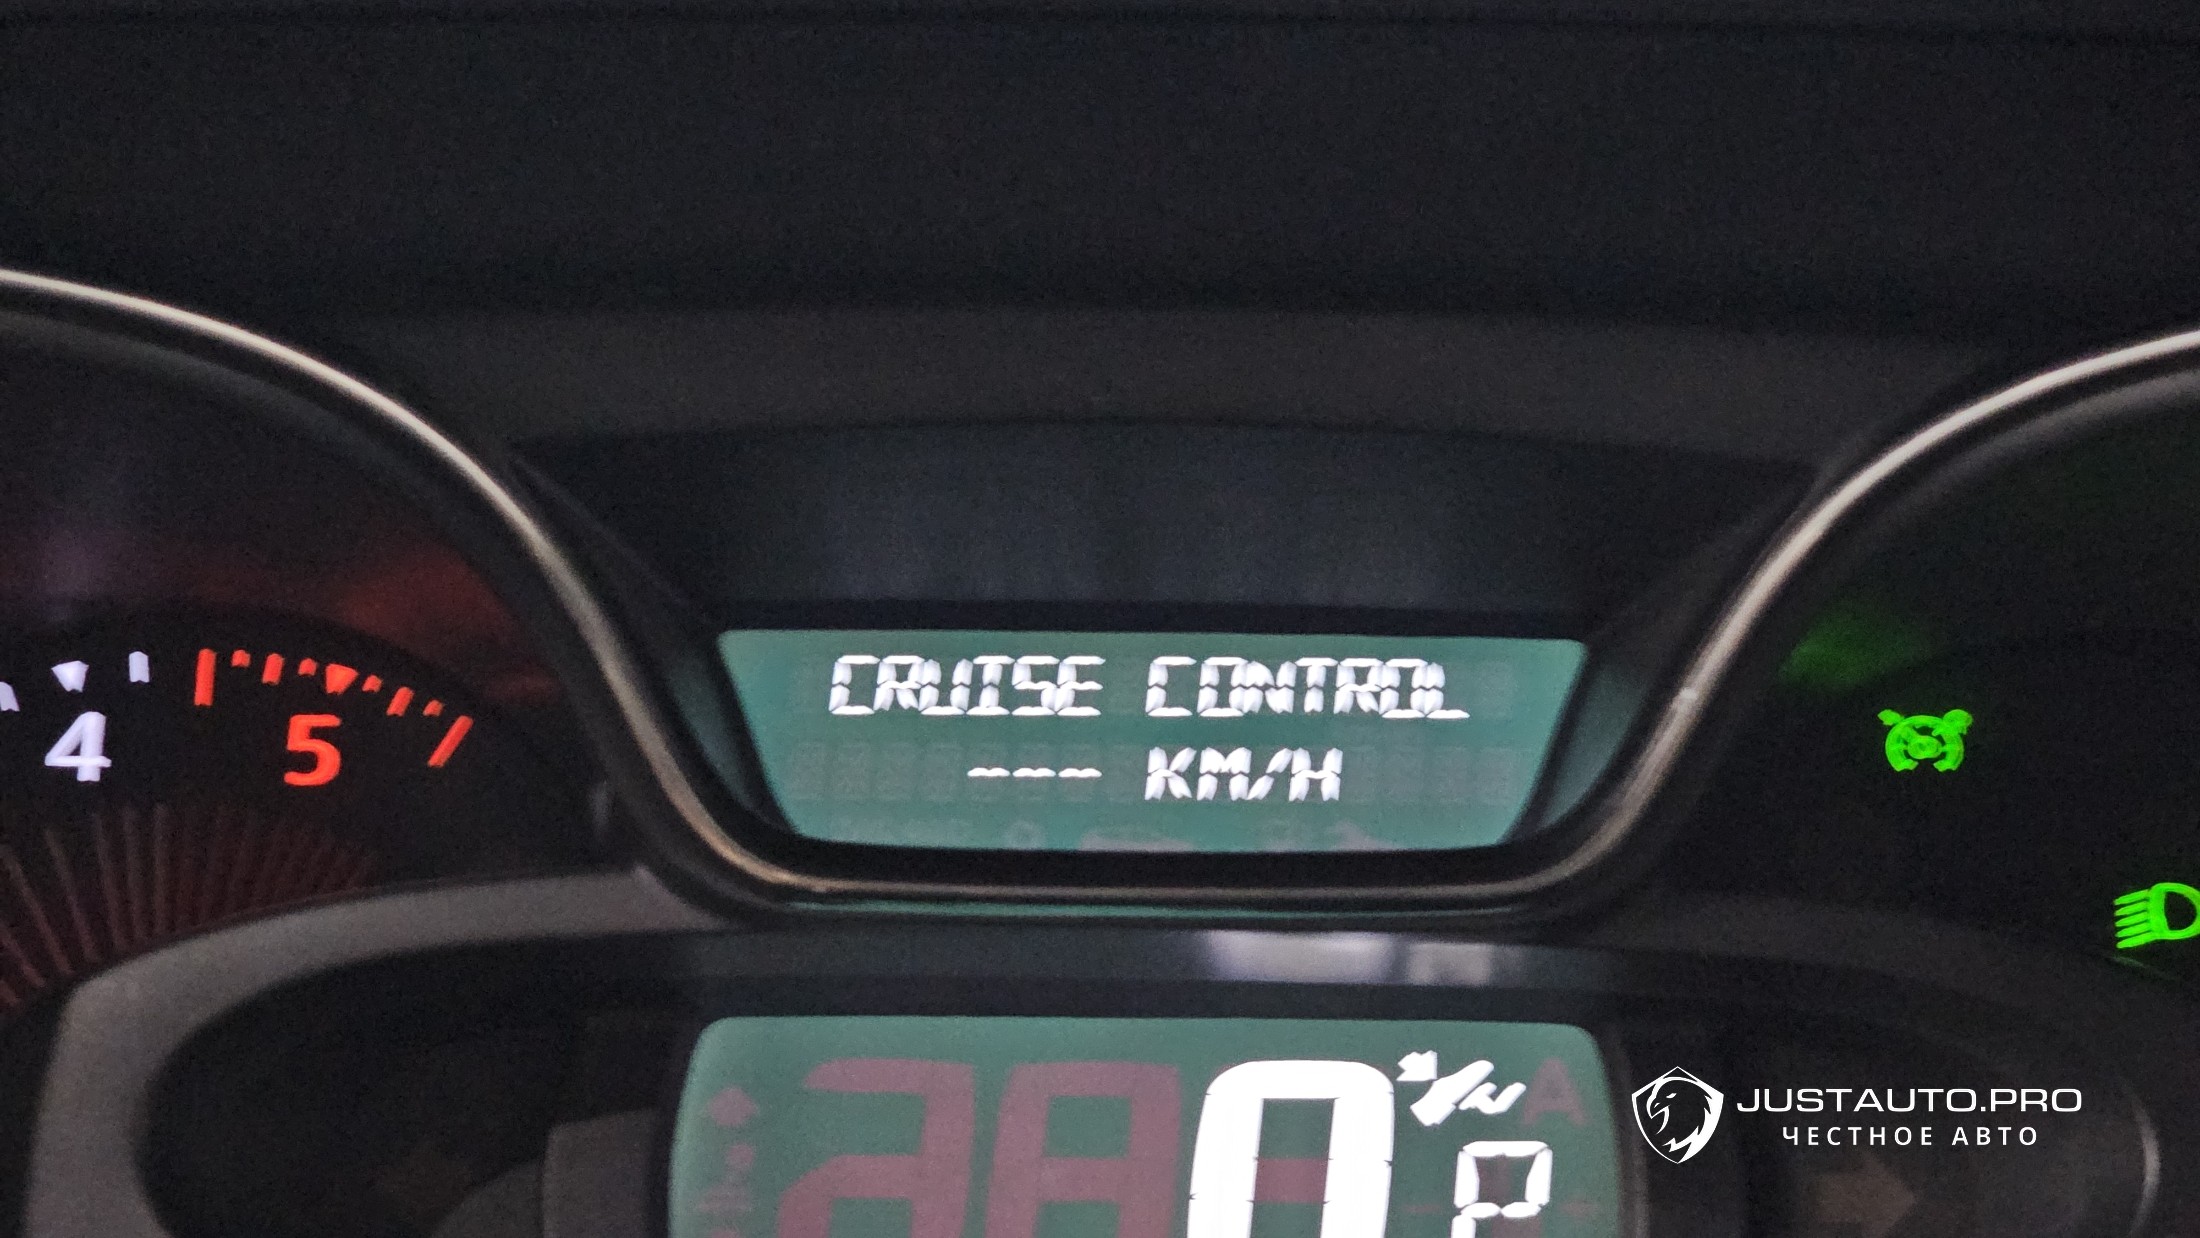 CRUISE CONTROL
--- KM/H
4
5
0
P
JUSTAUTO.PRO
ЧЕСТНОЕ АВТО